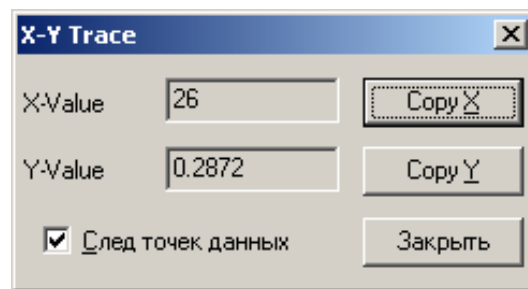 X-Y Trace
X-Value 26 Copy X
Y-Value 0.2872 Copy Y
След точек данных Закрыть